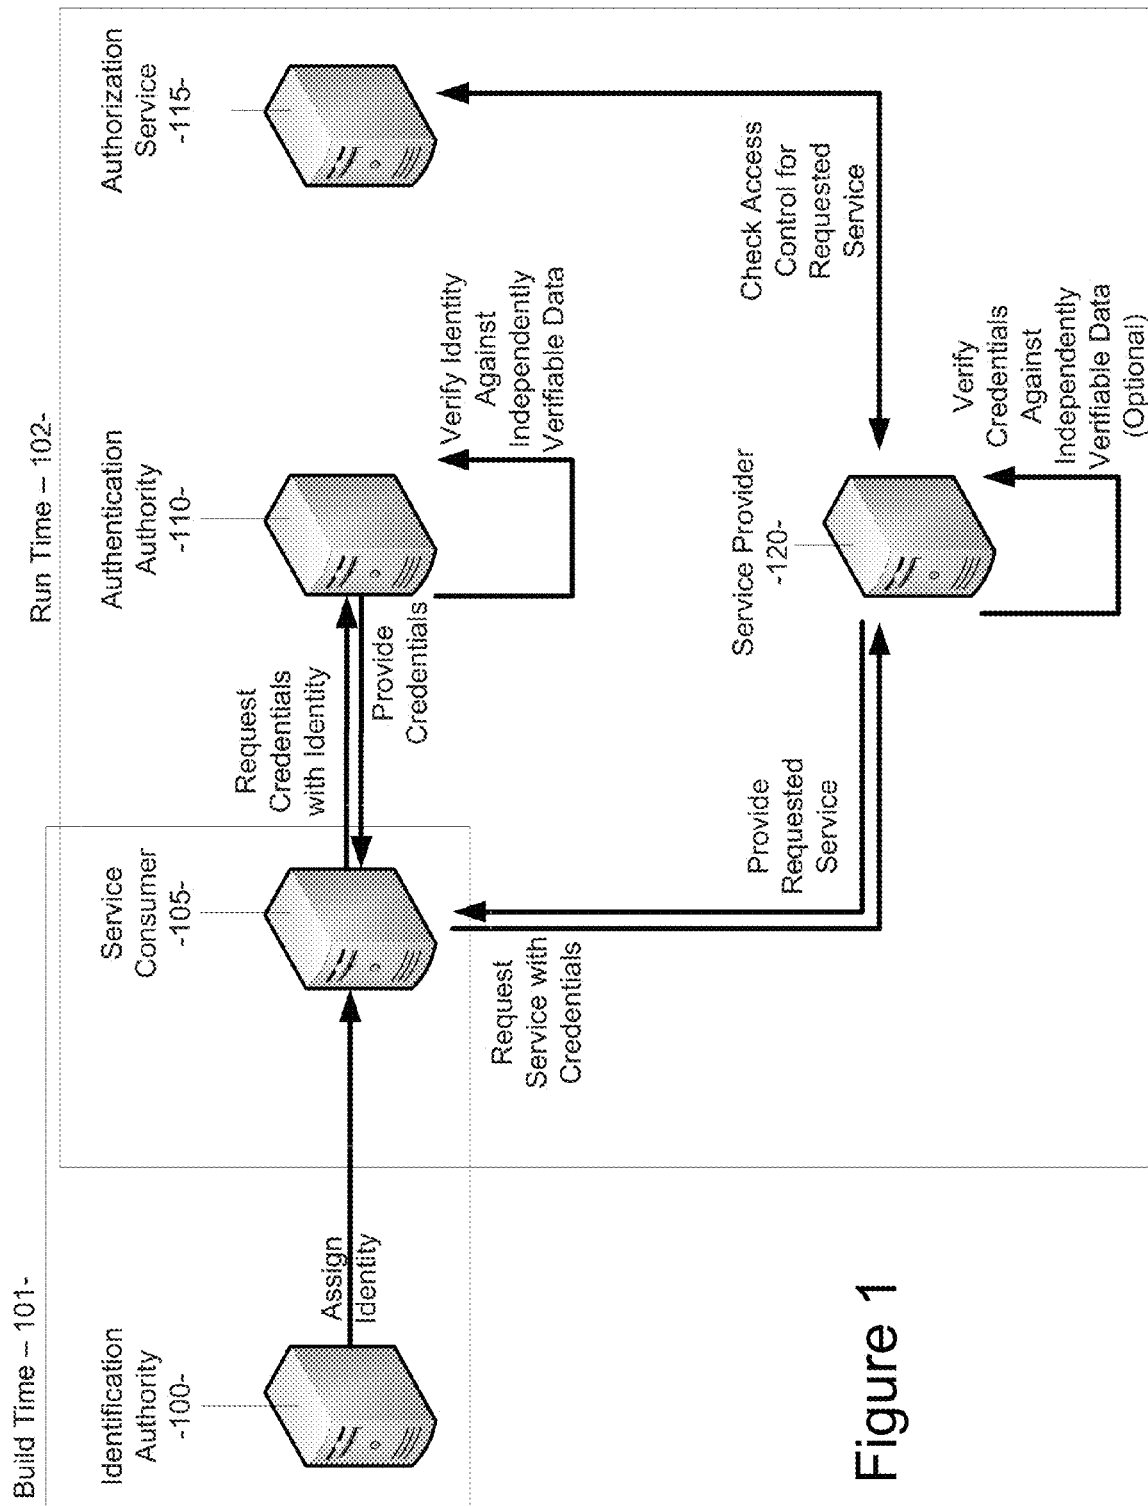 Build Time – 101-
Run Time – 102-
Identification
Authority
-100-
Service
Consumer
-105-
Authentication
Authority
-110-
Authorization
Service
-115-
Assign
Identity
Request
Credentials
with Identity
Provide
Credentials
Verify Identity
Against
Independently
Verifiable Data
Request
Service with
Credentials
Provide
Requested
Service
Service Provider
-120-
Check Access
Control for
Requested
Service
Verify
Credentials
Against
Independently
Verifiable Data
(Optional)
Figure 1